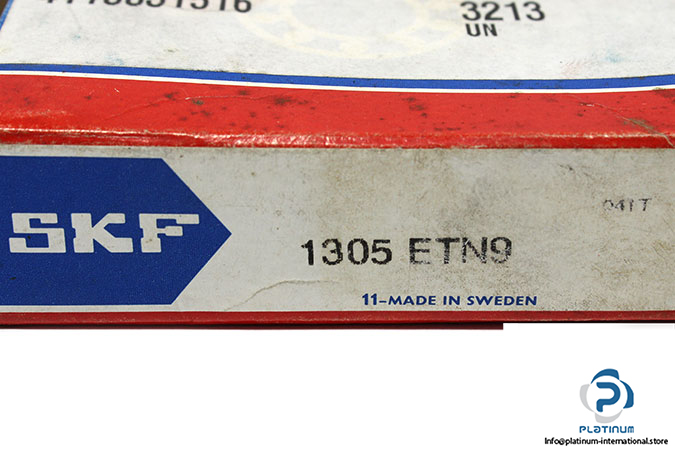 3213
UN
041T
SKF
1305 ETN9
11-MADE IN SWEDEN
PLATINUM
Info@platinum-international.store